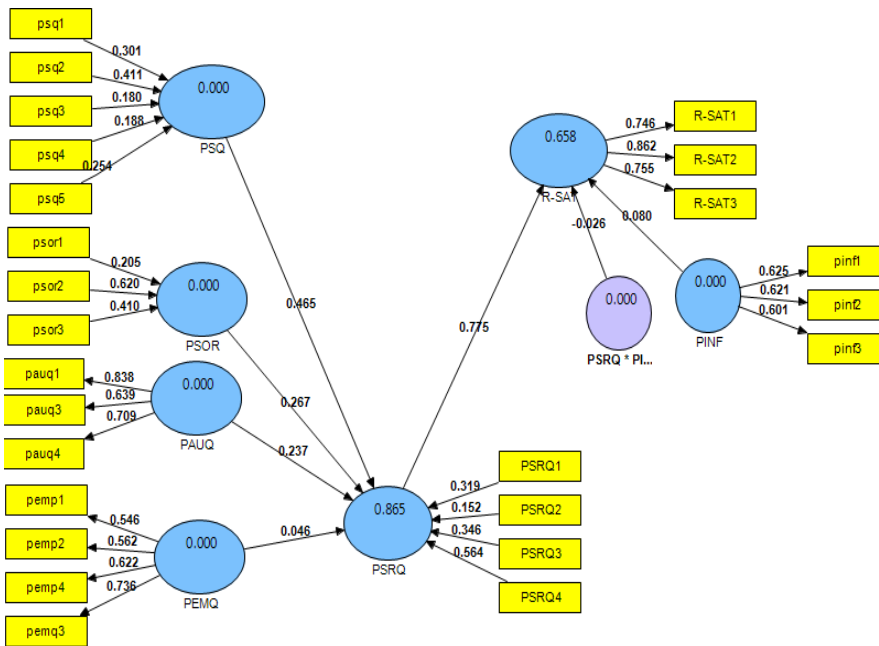 psq1
psq2
psq3
psq4
psq5
0.301
0.411
0.180
0.188
0.254
0.000
PSQ
psor1
psor2
psor3
0.205
0.620
0.410
0.000
PSOR
pauq1
pauq3
pauq4
0.838
0.639
0.709
0.000
PAUQ
pemp1
pemp2
pemp4
pemq3
0.546
0.562
0.622
0.736
0.000
PEMQ
0.465
0.267
0.237
0.046
0.865
PSRQ
0.319
0.152
0.346
0.564
PSRQ1
PSRQ2
PSRQ3
PSRQ4
0.775
0.658
R-SAT
0.746
0.862
0.755
R-SAT1
R-SAT2
R-SAT3
-0.026
0.080
0.000
PSRQ * PI...
0.000
PINF
0.625
0.621
0.601
pinf1
pinf2
pinf3